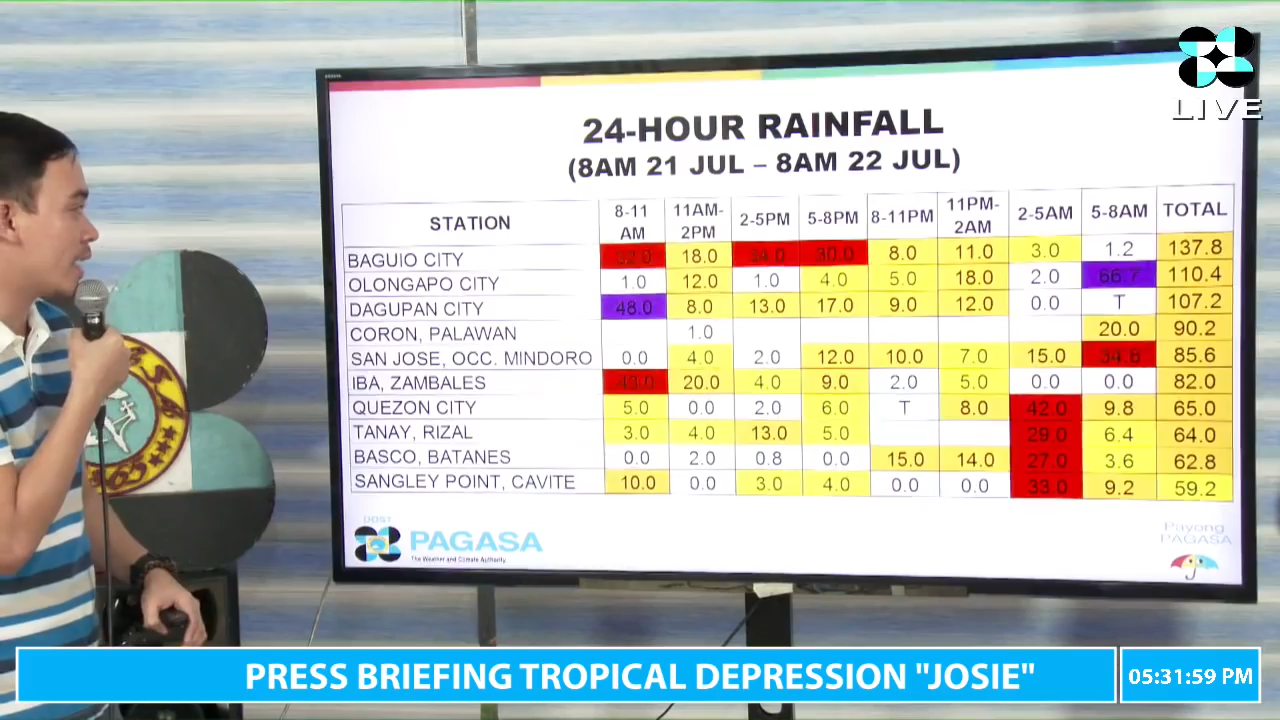 LIVE
24-HOUR RAINFALL
(8AM 21 JUL – 8AM 22 JUL)
STATION 8-11 AM 11AM-2PM 2-5PM 5-8PM 8-11PM 11PM-2AM 2-5AM 5-8AM TOTAL
BAGUIO CITY 32.0 18.0 34.0 30.0 8.0 11.0 3.0 1.2 137.8
OLONGAPO CITY 1.0 12.0 1.0 4.0 5.0 18.0 2.0 66.7 110.4
DAGUPAN CITY 48.0 8.0 13.0 17.0 9.0 12.0 0.0 T 107.2
CORON, PALAWAN 1.0 20.0 90.2
SAN JOSE, OCC. MINDORO 0.0 4.0 2.0 12.0 10.0 7.0 15.0 34.8 85.6
IBA, ZAMBALES 43.0 20.0 4.0 9.0 2.0 5.0 0.0 0.0 82.0
QUEZON CITY 5.0 0.0 2.0 6.0 T 8.0 42.0 9.8 65.0
TANAY, RIZAL 3.0 4.0 13.0 5.0 29.0 6.4 64.0
BASCO, BATANES 0.0 2.0 0.8 0.0 15.0 14.0 27.0 3.6 62.8
SANGLEY POINT, CAVITE 10.0 0.0 3.0 4.0 0.0 0.0 33.0 9.2 59.2
DOST
PAGASA
The Weather and Climate Authority
Payong
PAGASA
PRESS BRIEFING TROPICAL DEPRESSION "JOSIE"
05:31:59 PM